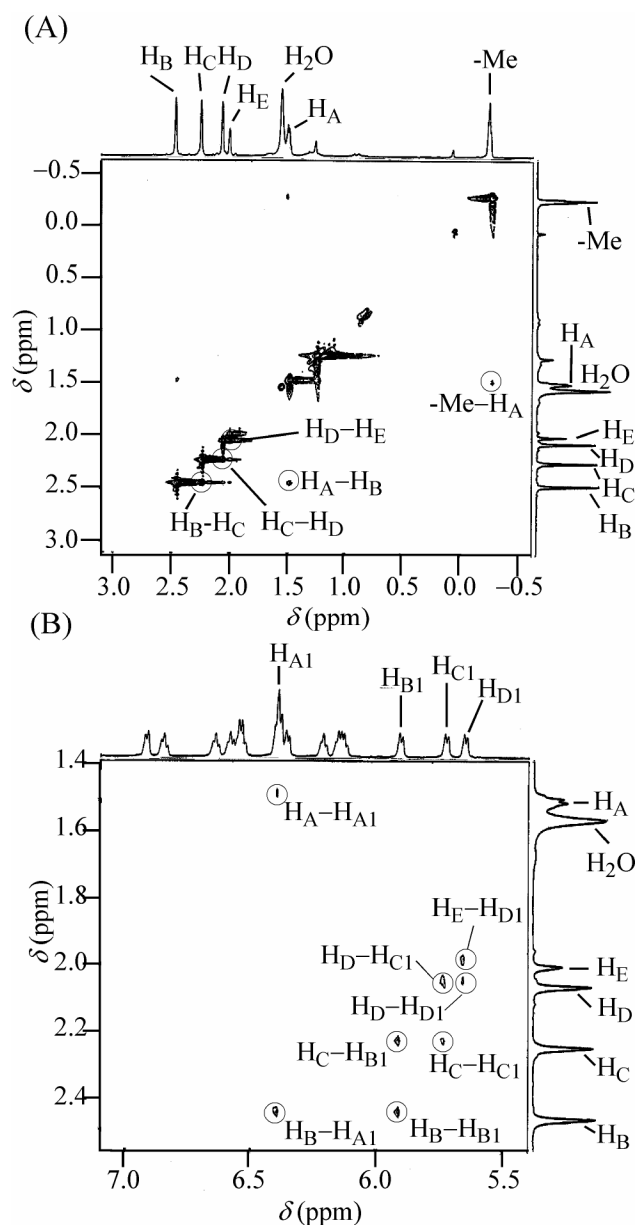 (A)
H_B
H_C H_D
H_E
H₂O
H_A
-Me
−0.5
0.0
0.5
1.0
1.5
2.0
2.5
3.0
δ (ppm)
-Me
H_A
H₂O
H_E
H_D
H_C
H_B
-Me–H_A
H_D–H_E
H_A–H_B
H_B-H_C
H_C–H_D
3.0 2.5 2.0 1.5 1.0 0.5 0.0 −0.5
δ (ppm)
(B)
H_A1
H_B1
H_C1
H_D1
1.4
1.6
1.8
2.0
2.2
2.4
δ (ppm)
H_A
H₂O
H_E
H_D
H_C
H_B
H_A–H_A1
H_E–H_D1
H_D–H_C1
H_D–H_D1
H_C–H_B1
H_C–H_C1
H_B–H_A1
H_B–H_B1
7.0 6.5 6.0 5.5
δ (ppm)